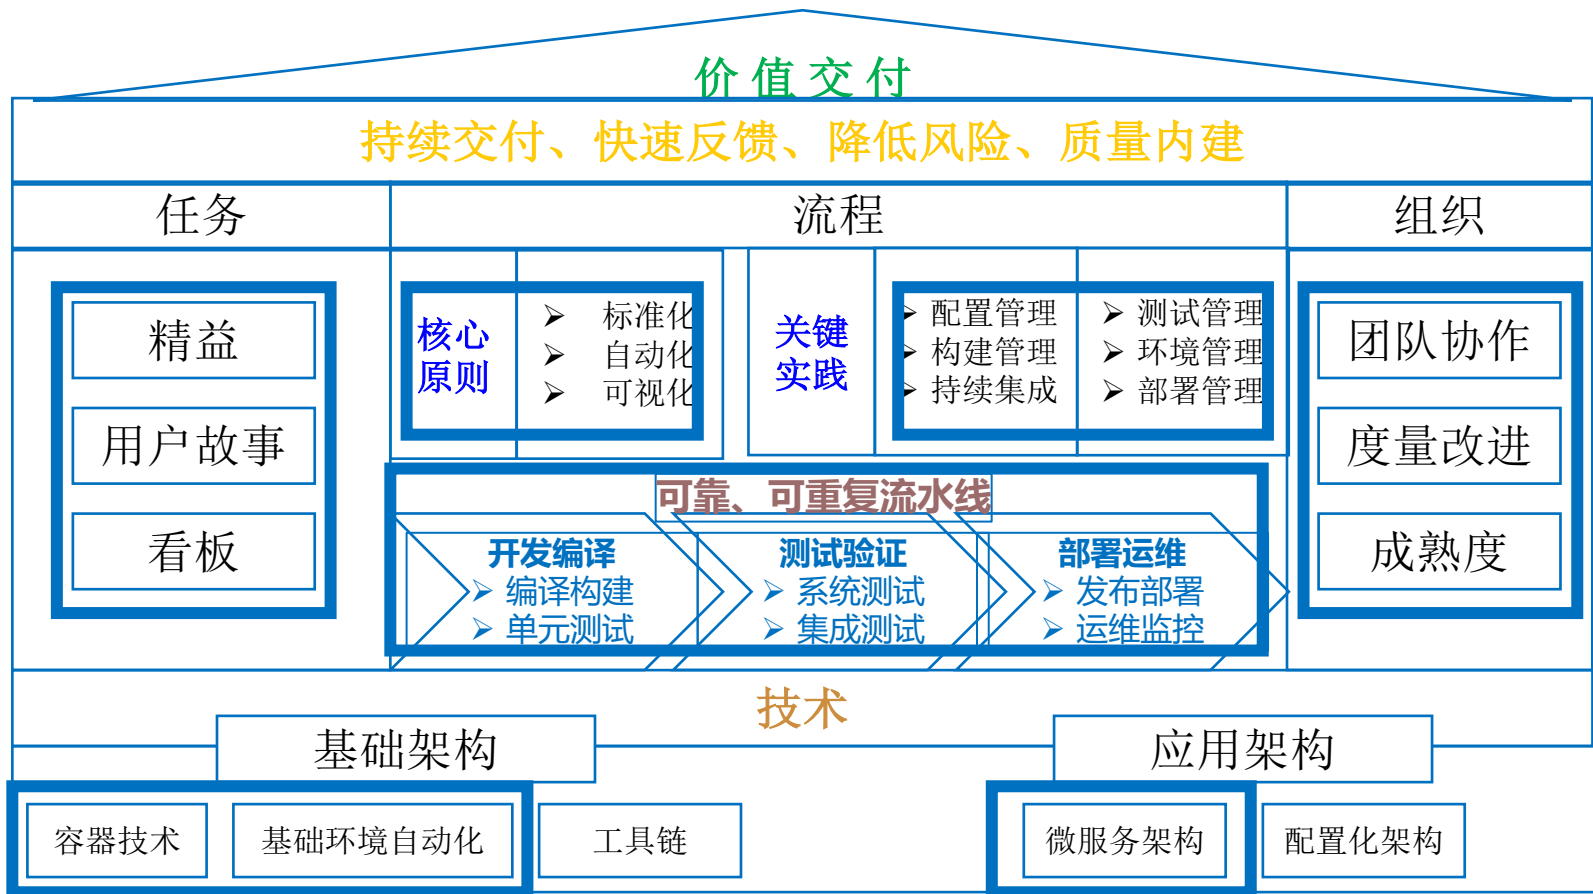 价值交付
持续交付、快速反馈、降低风险、质量内建
任务
流程
组织
精益
用户故事
看板
核心
原则
➢ 标准化
➢ 自动化
➢ 可视化
关键
实践
➢ 配置管理
➢ 构建管理
➢ 持续集成
➢ 测试管理
➢ 环境管理
➢ 部署管理
团队协作
度量改进
成熟度
可靠、可重复流水线
开发编译
➢ 编译构建
➢ 单元测试
测试验证
➢ 系统测试
➢ 集成测试
部署运维
➢ 发布部署
➢ 运维监控
技术
基础架构
应用架构
容器技术
基础环境自动化
工具链
微服务架构
配置化架构